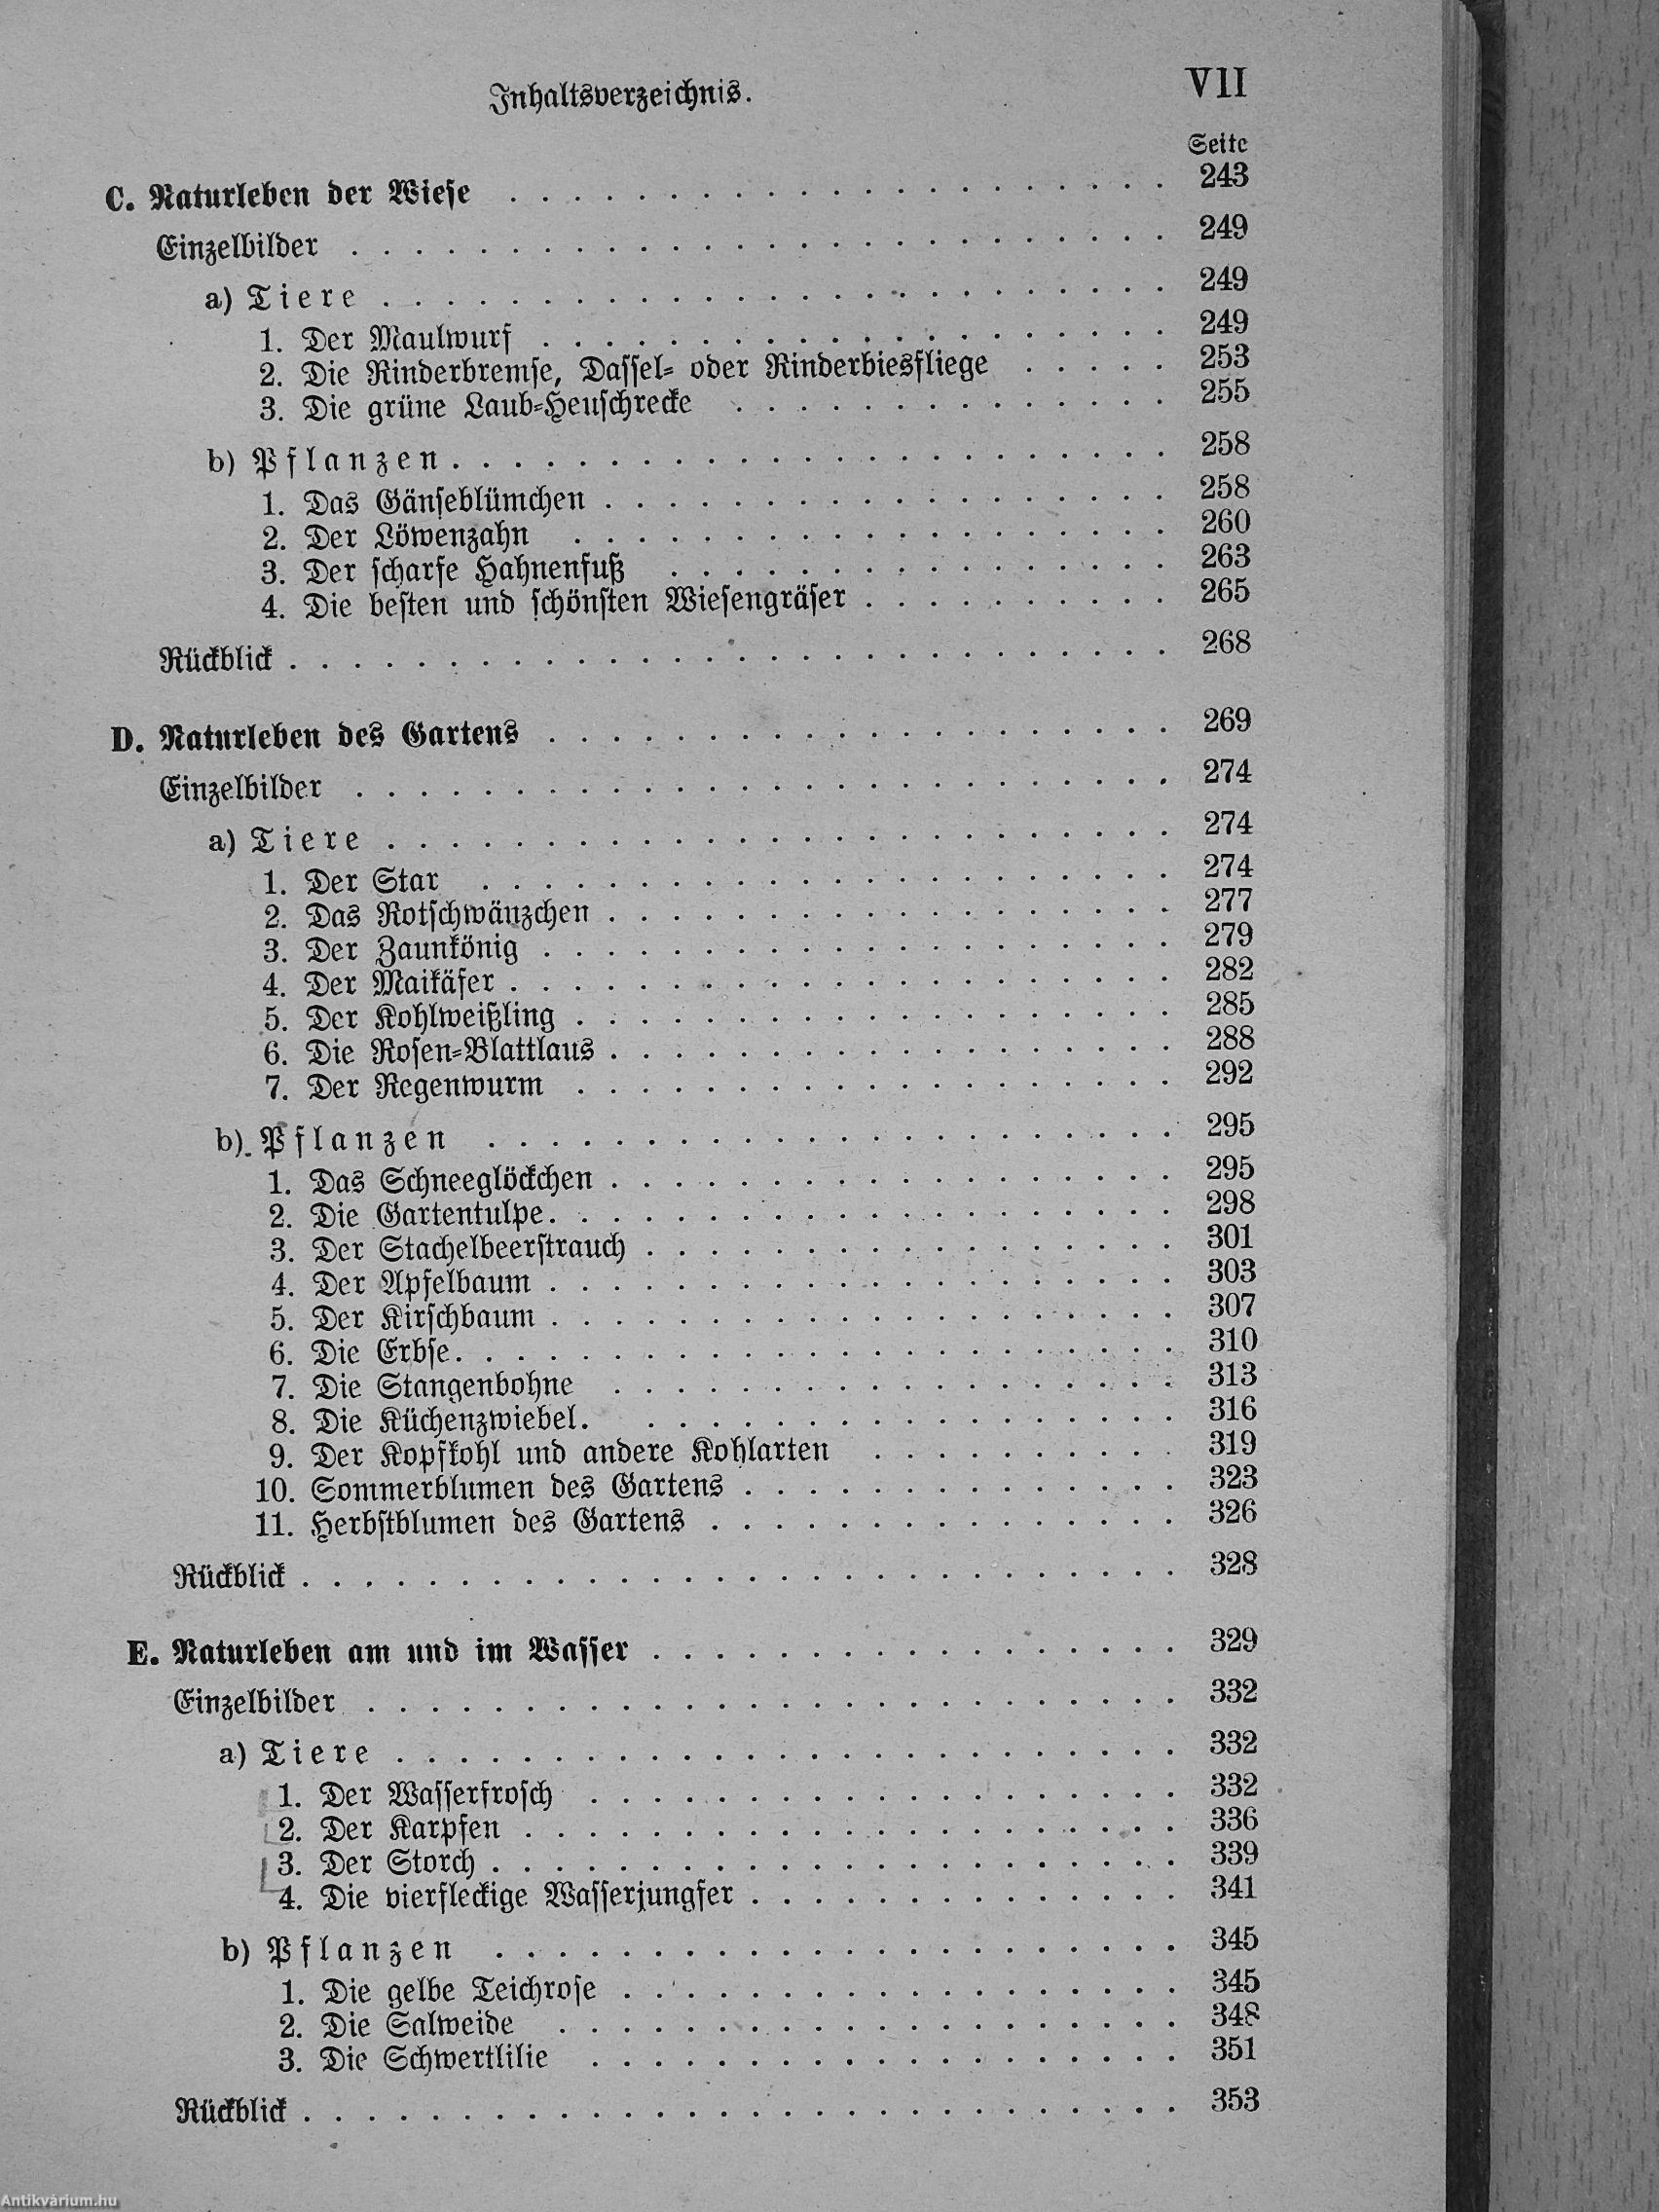 Inhaltsverzeichnis. VII
Seite
C. Naturleben der Wiese . . . . . . . . . . . . . . . . . . . . . 243
Einzelbilder . . . . . . . . . . . . . . . . . . . . . . . . . . 249
a) Tiere . . . . . . . . . . . . . . . . . . . . . . . . . 249
1. Der Maulwurf . . . . . . . . . . . . . . . . . . . . 249
2. Die Rinderbremse, Dassel- oder Rinderbiesfliege . . . . . 253
3. Die grüne Laub-Heuschrecke . . . . . . . . . . . . . . 255
b) Pflanzen . . . . . . . . . . . . . . . . . . . . . . . 258
1. Das Gänseblümchen . . . . . . . . . . . . . . . . . . 258
2. Der Löwenzahn . . . . . . . . . . . . . . . . . . . 260
3. Der scharfe Hahnenfuß . . . . . . . . . . . . . . . . 263
4. Die besten und schönsten Wiesengräser . . . . . . . . . . 265
Rückblick . . . . . . . . . . . . . . . . . . . . . . . . . . . . 268
D. Naturleben des Gartens . . . . . . . . . . . . . . . . . . . . 269
Einzelbilder . . . . . . . . . . . . . . . . . . . . . . . . . . 274
a) Tiere . . . . . . . . . . . . . . . . . . . . . . . . . 274
1. Der Star . . . . . . . . . . . . . . . . . . . . . . 274
2. Das Rotschwänzchen . . . . . . . . . . . . . . . . . . 277
3. Der Zaunkönig . . . . . . . . . . . . . . . . . . . . 279
4. Der Maikäfer . . . . . . . . . . . . . . . . . . . . . 282
5. Der Kohlweißling . . . . . . . . . . . . . . . . . . . 285
6. Die Rosen-Blattlaus . . . . . . . . . . . . . . . . . . 288
7. Der Regenwurm . . . . . . . . . . . . . . . . . . . 292
b) Pflanzen . . . . . . . . . . . . . . . . . . . . . . 295
1. Das Schneeglöckchen . . . . . . . . . . . . . . . . . . 295
2. Die Gartentulpe . . . . . . . . . . . . . . . . . . . . 298
3. Der Stachelbeerstrauch . . . . . . . . . . . . . . . . . 301
4. Der Apfelbaum . . . . . . . . . . . . . . . . . . . . 303
5. Der Kirschbaum . . . . . . . . . . . . . . . . . . . . 307
6. Die Erbse . . . . . . . . . . . . . . . . . . . . . . . 310
7. Die Stangenbohne . . . . . . . . . . . . . . . . . . 313
8. Die Küchenzwiebel . . . . . . . . . . . . . . . . . . 316
9. Der Kopfkohl und andere Kohlarten . . . . . . . . . . 319
10. Sommerblumen des Gartens . . . . . . . . . . . . . . 323
11. Herbstblumen des Gartens . . . . . . . . . . . . . . . 326
Rückblick . . . . . . . . . . . . . . . . . . . . . . . . . . . . 328
E. Naturleben am und im Wasser . . . . . . . . . . . . . . . . . 329
Einzelbilder . . . . . . . . . . . . . . . . . . . . . . . . . . 332
a) Tiere . . . . . . . . . . . . . . . . . . . . . . . . . 332
1. Der Wasserfrosch . . . . . . . . . . . . . . . . . . . 332
2. Der Karpfen . . . . . . . . . . . . . . . . . . . . . 336
3. Der Storch . . . . . . . . . . . . . . . . . . . . . . 339
4. Die vierfleckige Wasserjungfer . . . . . . . . . . . . . . 341
b) Pflanzen . . . . . . . . . . . . . . . . . . . . . . 345
1. Die gelbe Teichrose . . . . . . . . . . . . . . . . . . 345
2. Die Salweide . . . . . . . . . . . . . . . . . . . . 348
3. Die Schwertlilie . . . . . . . . . . . . . . . . . . . 351
Rückblick . . . . . . . . . . . . . . . . . . . . . . . . . . . . 353
Antikvárium.hu